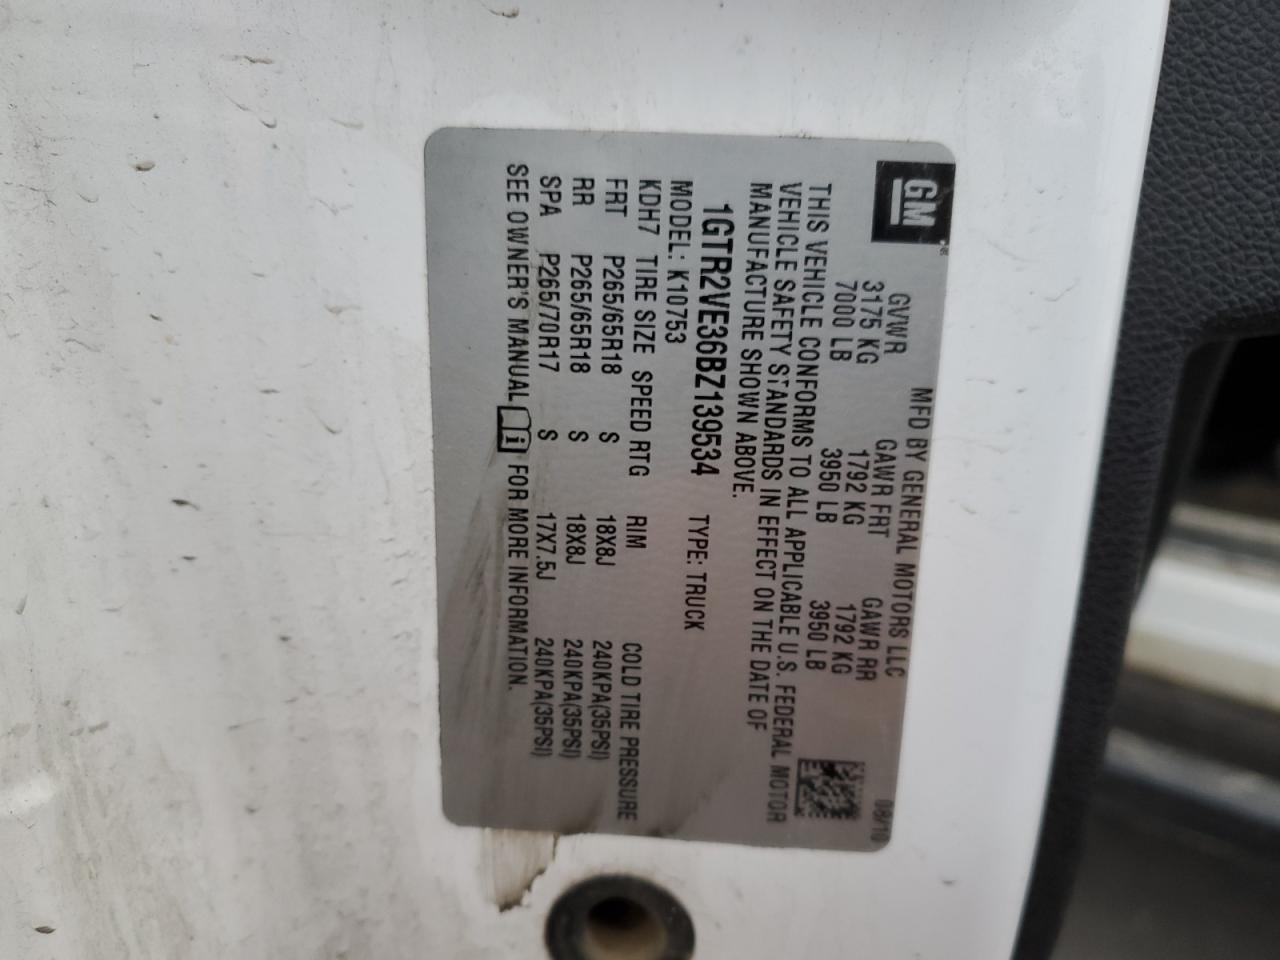 GM
MFD BY GENERAL MOTORS LLC 08/10
GVWR GAWR FRT GAWR RR
3175 KG 1792 KG 1792 KG
7000 LB 3950 LB 3950 LB
THIS VEHICLE CONFORMS TO ALL APPLICABLE U.S. FEDERAL MOTOR
VEHICLE SAFETY STANDARDS IN EFFECT ON THE DATE OF
MANUFACTURE SHOWN ABOVE.
1GTR2VE36BZ139534 TYPE: TRUCK
MODEL: K10753
KDH7 TIRE SIZE SPEED RTG RIM COLD TIRE PRESSURE
FRT P265/65R18 S 18X8J 240KPA(35PSI)
RR P265/65R18 S 18X8J 240KPA(35PSI)
SPA P265/70R17 S 17X7.5J 240KPA(35PSI)
SEE OWNER'S MANUAL i FOR MORE INFORMATION.